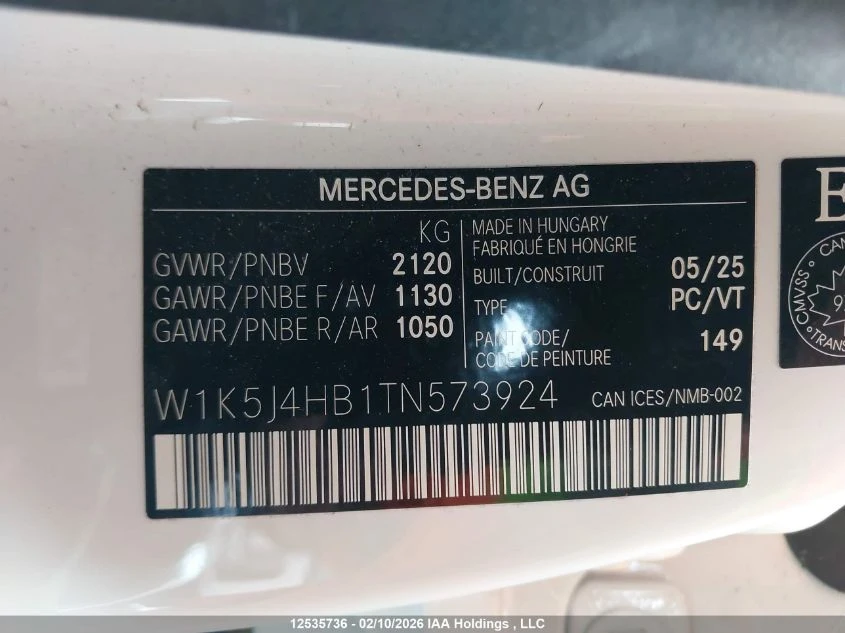 MERCEDES-BENZ AG
KG
GVWR/PNBV 2120
GAWR/PNBE F/AV 1130
GAWR/PNBE R/AR 1050
MADE IN HUNGARY
FABRIQUÉ EN HONGRIE
BUILT/CONSTRUIT 05/25
TYPE PC/VT
PAINT CODE/
CODE DE PEINTURE 149
W1K5J4HB1TN573924 CAN ICES/NMB-002
CMVSS
12535736 - 02/10/2026 IAA Holdings , LLC